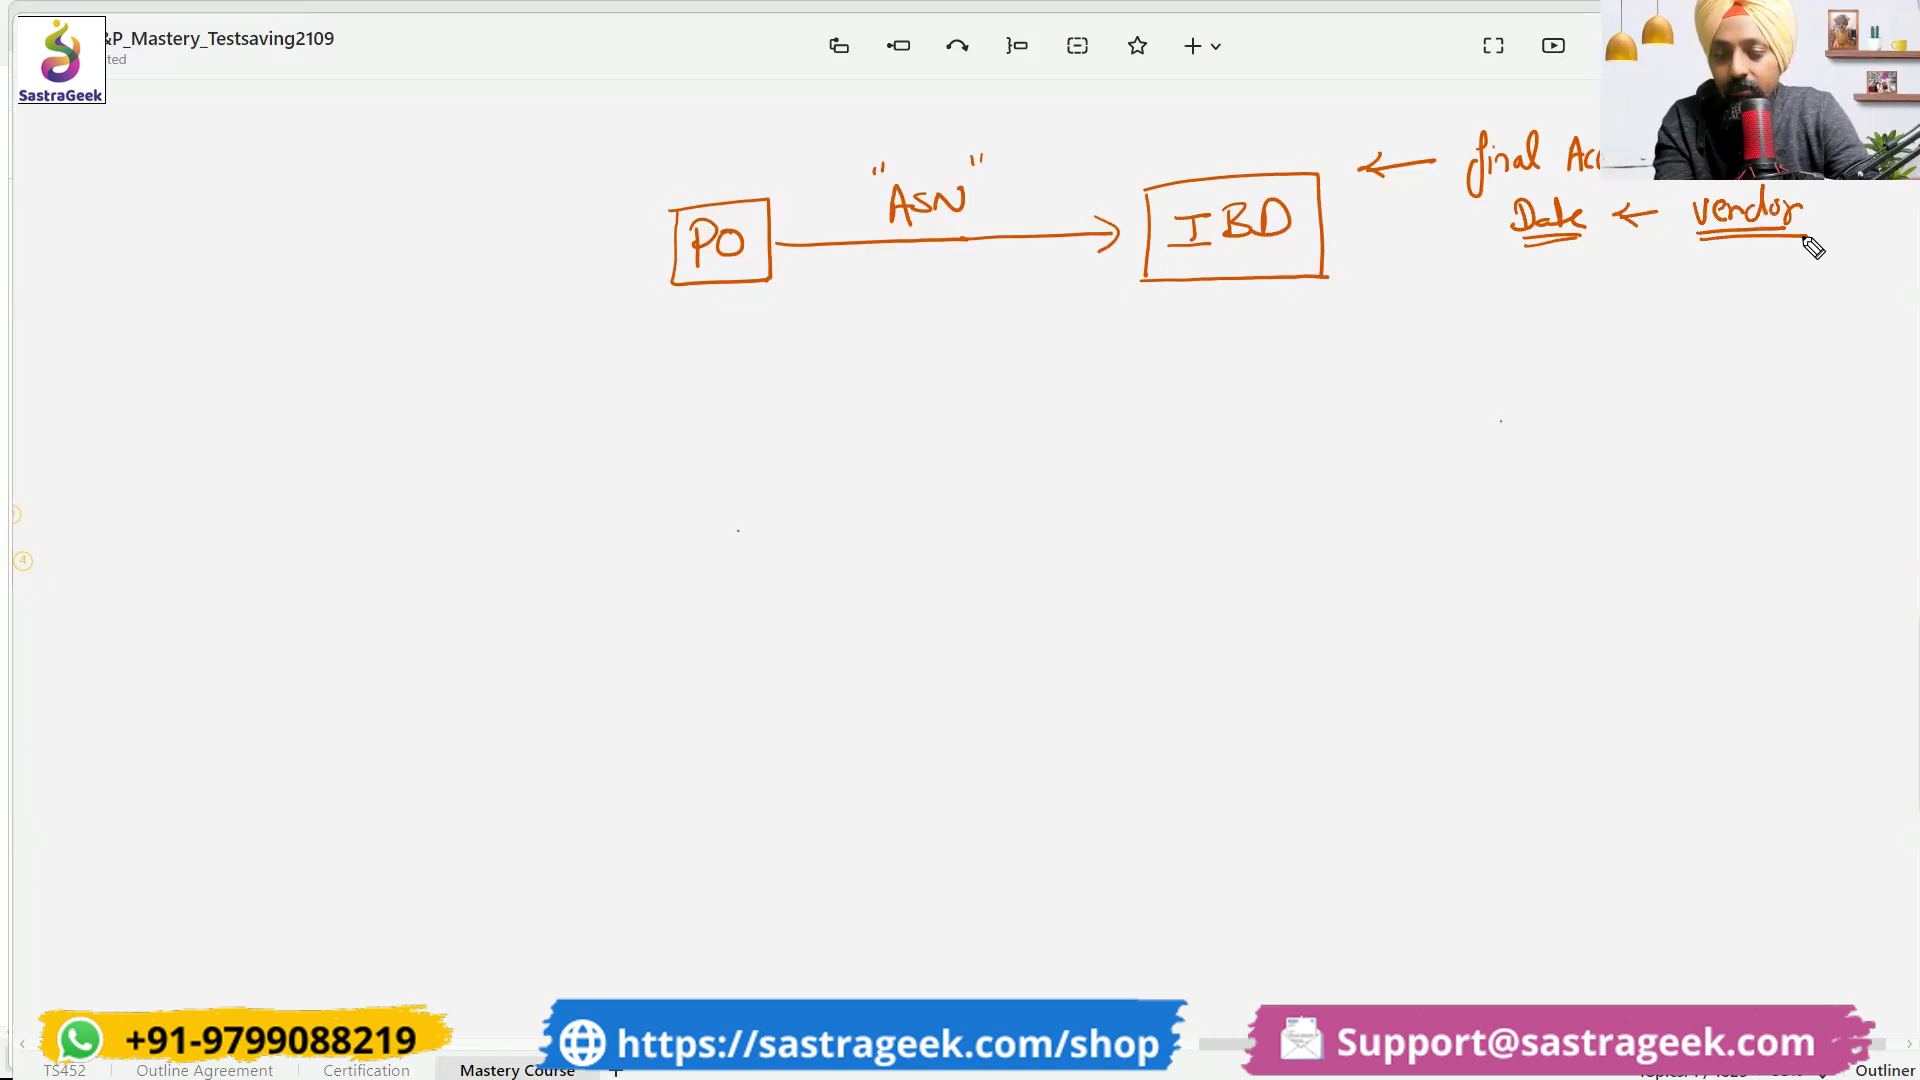 &P_Mastery_Testsaving2109
ted
SastraGeek
"ASN"
PO
IBD
final
Date ← Vendor
4
+91-9799088219
https://sastrageek.com/shop
Support@sastrageek.com
TS452
Outline Agreement
Certification
Mastery Course
Outliner